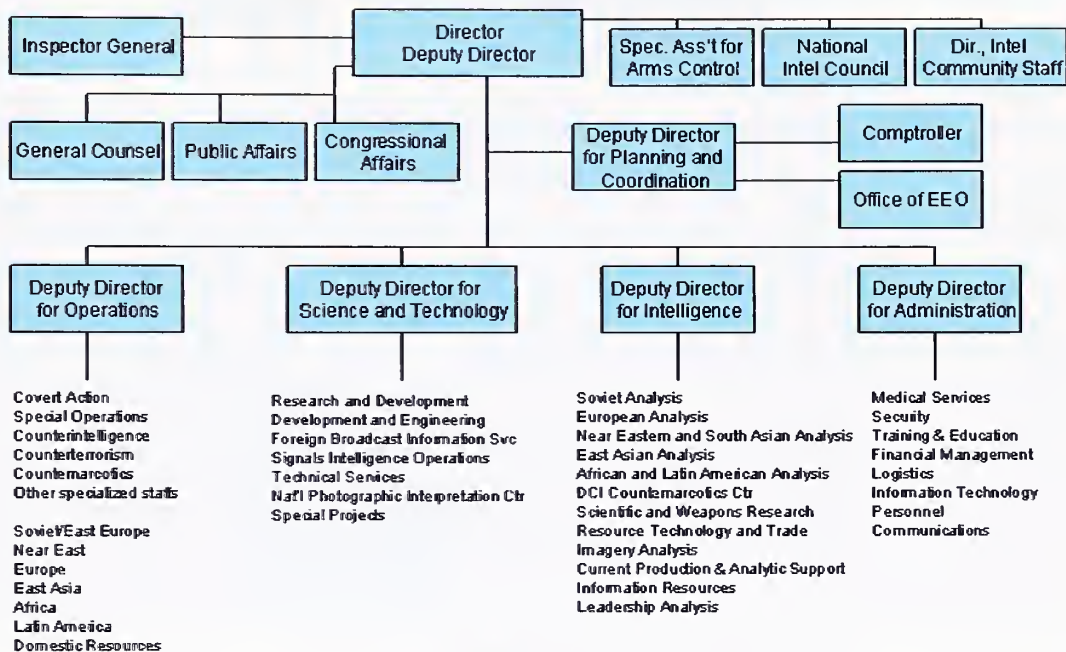 Inspector General
Director
Deputy Director
Spec. Ass't for
Arms Control
National
Intel Council
Dir., Intel
Community Staff
General Counsel
Public Affairs
Congressional
Affairs
Deputy Director
for Planning and
Coordination
Comptroller
Office of EEO
Deputy Director
for Operations
Deputy Director for
Science and Technology
Deputy Director
for Intelligence
Deputy Director
for Administration
Covert Action
Special Operations
Counterintelligence
Counterterrorism
Counternarcotics
Other specialized staffs
Soviet/East Europe
Near East
Europe
East Asia
Africa
Latin America
Domestic Resources
Research and Development
Development and Engineering
Foreign Broadcast Information Svc
Signals Intelligence Operations
Technical Services
Nat'l Photographic Interpretation Ctr
Special Projects
Soviet Analysis
European Analysis
Near Eastern and South Asian Analysis
East Asian Analysis
African and Latin American Analysis
DCI Counternarcotics Ctr
Scientific and Weapons Research
Resource Technology and Trade
Imagery Analysis
Current Production & Analytic Support
Information Resources
Leadership Analysis
Medical Services
Security
Training & Education
Financial Management
Logistics
Information Technology
Personnel
Communications